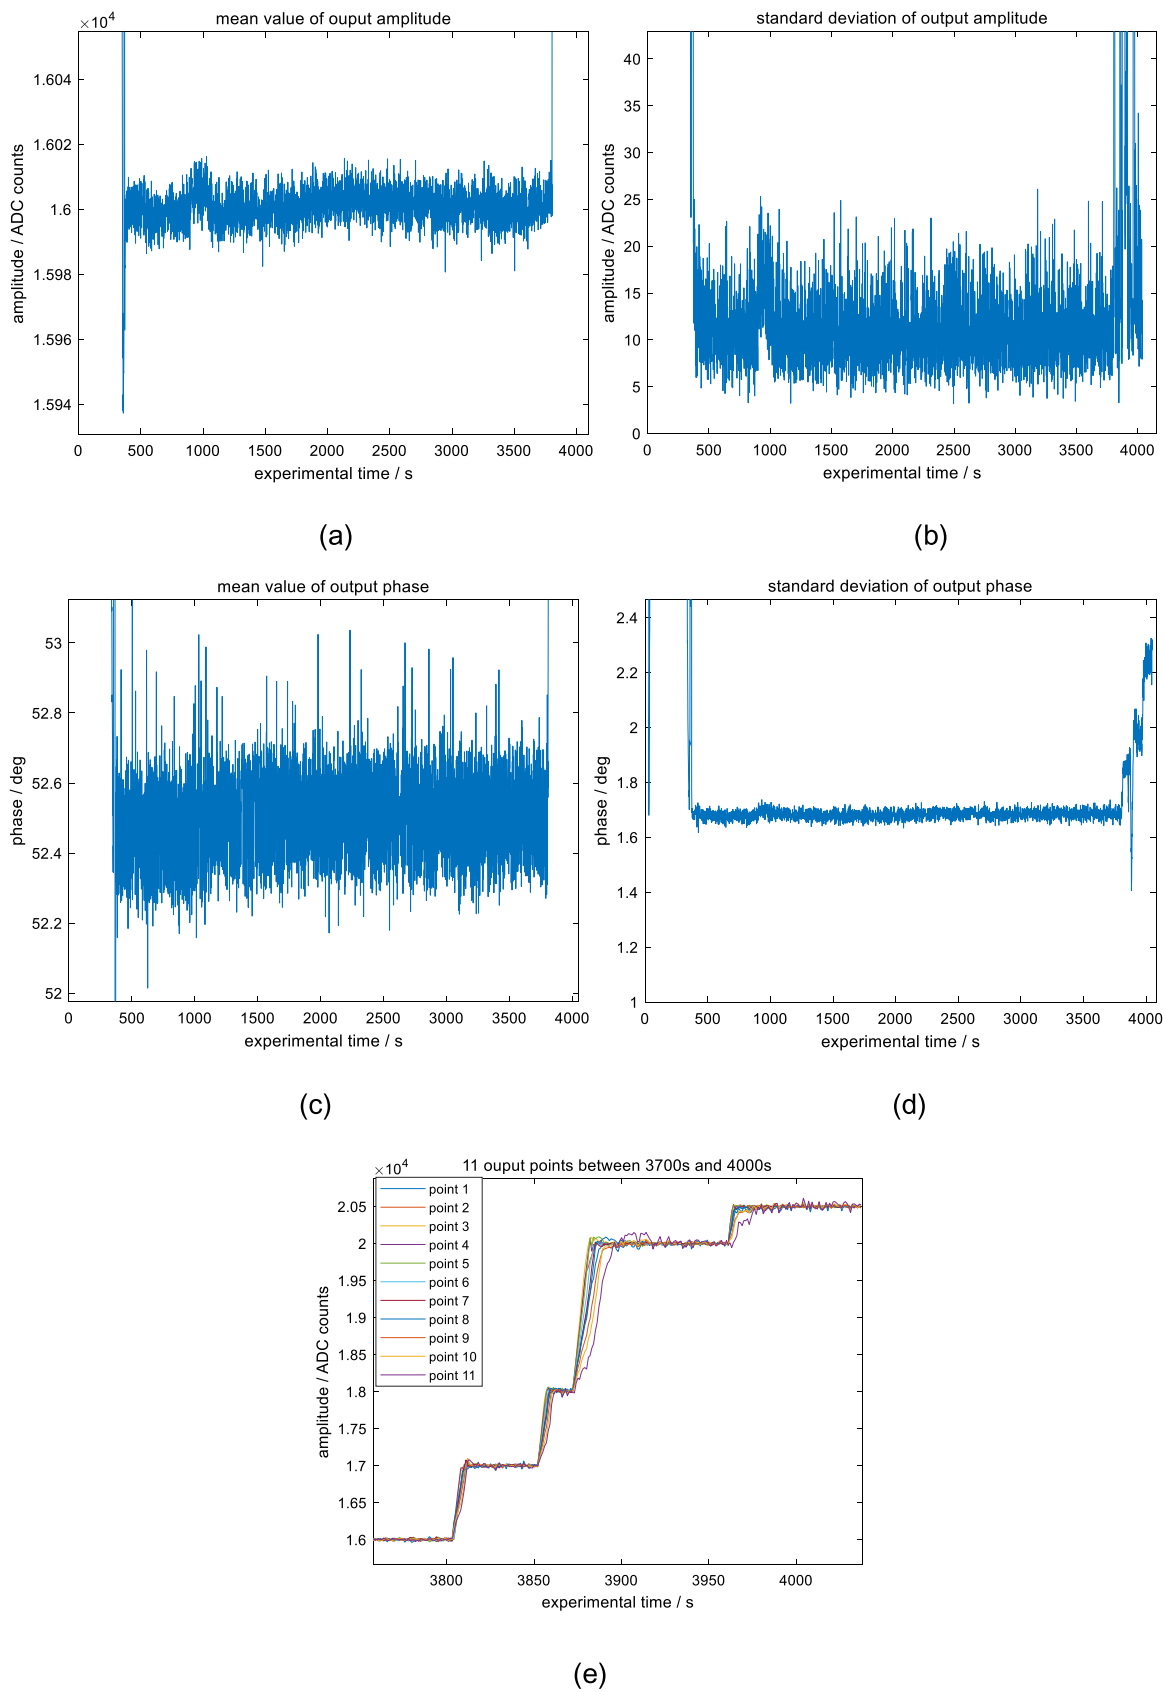 mean value of ouput amplitude
×10⁴
1.604
1.602
1.6
1.598
1.596
1.594
amplitude / ADC counts
0 500 1000 1500 2000 2500 3000 3500 4000
experimental time / s
(a)
standard deviation of output amplitude
40
35
30
25
20
15
10
5
0
amplitude / ADC counts
0 500 1000 1500 2000 2500 3000 3500 4000
experimental time / s
(b)
mean value of output phase
53
52.8
52.6
52.4
52.2
52
phase / deg
0 500 1000 1500 2000 2500 3000 3500 4000
experimental time / s
(c)
standard deviation of output phase
2.4
2.2
2
1.8
1.6
1.4
1.2
1
phase / deg
0 500 1000 1500 2000 2500 3000 3500 4000
experimental time / s
(d)
11 ouput points between 3700s and 4000s
×10⁴
point 1
point 2
point 3
point 4
point 5
point 6
point 7
point 8
point 9
point 10
point 11
2.05
2
1.95
1.9
1.85
1.8
1.75
1.7
1.65
1.6
amplitude / ADC counts
3800 3850 3900 3950 4000
experimental time / s
(e)